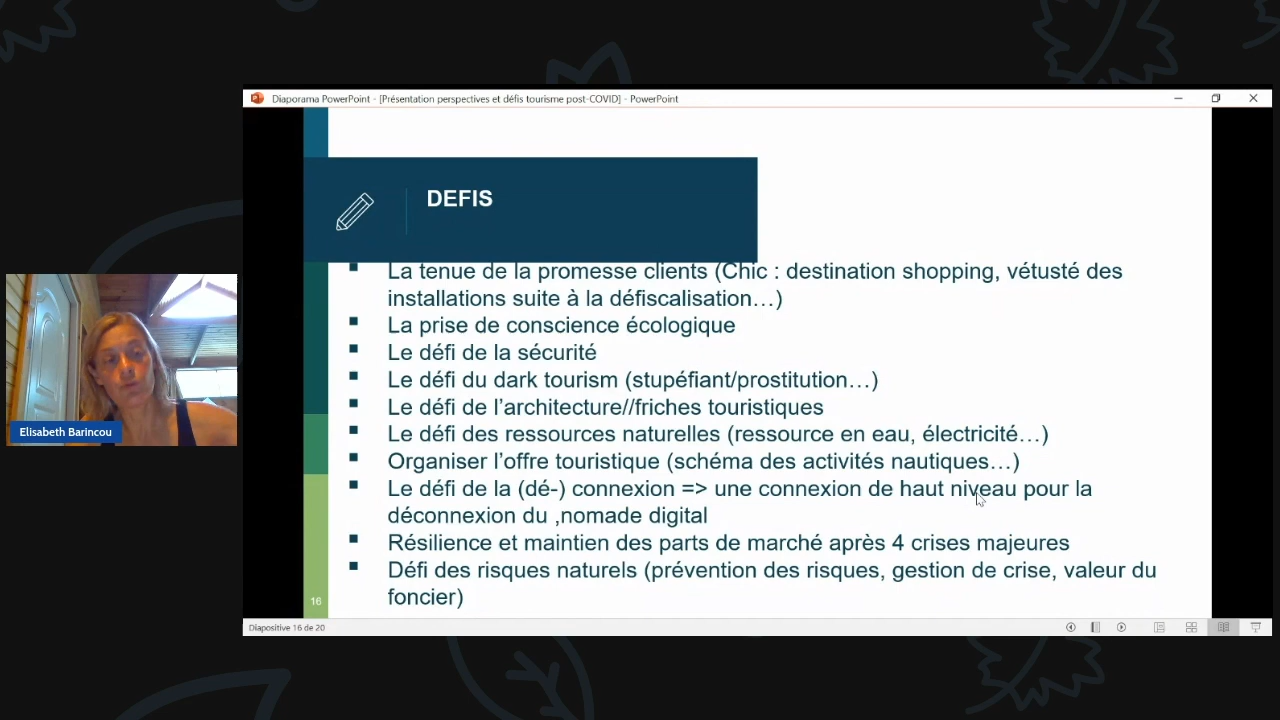 Diaporama PowerPoint - [Présentation perspectives et défis tourisme post-COVID] - PowerPoint
DEFIS
La tenue de la promesse clients (Chic : destination shopping, vétusté des
installations suite à la défiscalisation…)
La prise de conscience écologique
Le défi de la sécurité
Le défi du dark tourism (stupéfiant/prostitution…)
Le défi de l'architecture//friches touristiques
Le défi des ressources naturelles (ressource en eau, électricité…)
Organiser l'offre touristique (schéma des activités nautiques…)
Le défi de la (dé-) connexion => une connexion de haut niveau pour la
déconnexion du ,nomade digital
Résilience et maintien des parts de marché après 4 crises majeures
Défi des risques naturels (prévention des risques, gestion de crise, valeur du
foncier)
16
Diapositive 16 de 20
Elisabeth Barincou